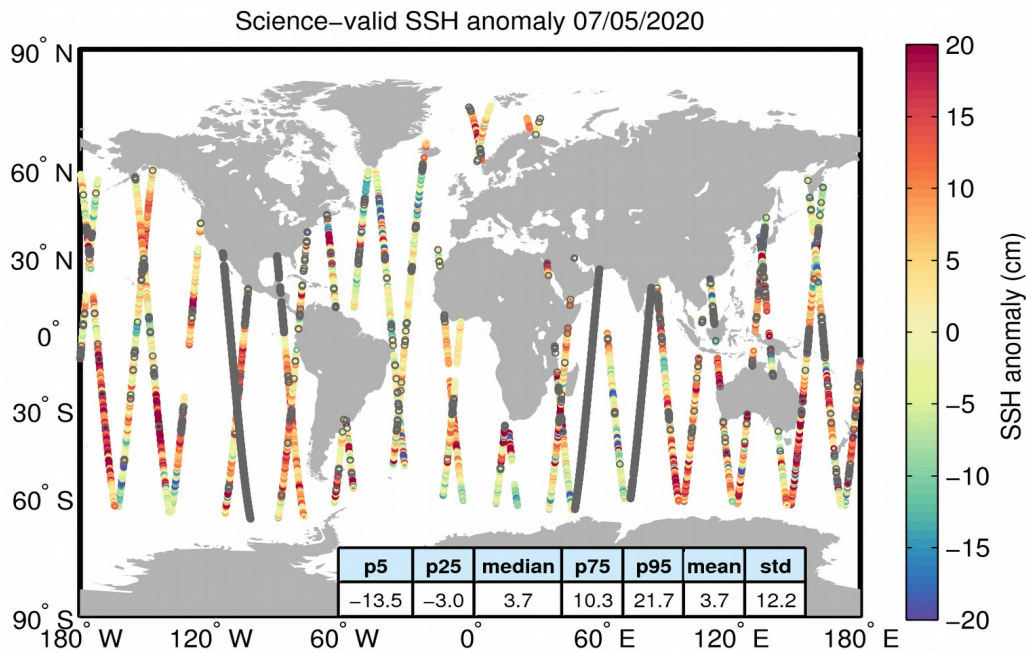 Science−valid SSH anomaly 07/05/2020
90° N
60° N
30° N
0°
30° S
60° S
90° S
180° W
120° W
60° W
0°
60° E
120° E
180° E
p5 p25 median p75 p95 mean std
−13.5 −3.0 3.7 10.3 21.7 3.7 12.2
20
15
10
5
0
−5
−10
−15
−20
SSH anomaly (cm)